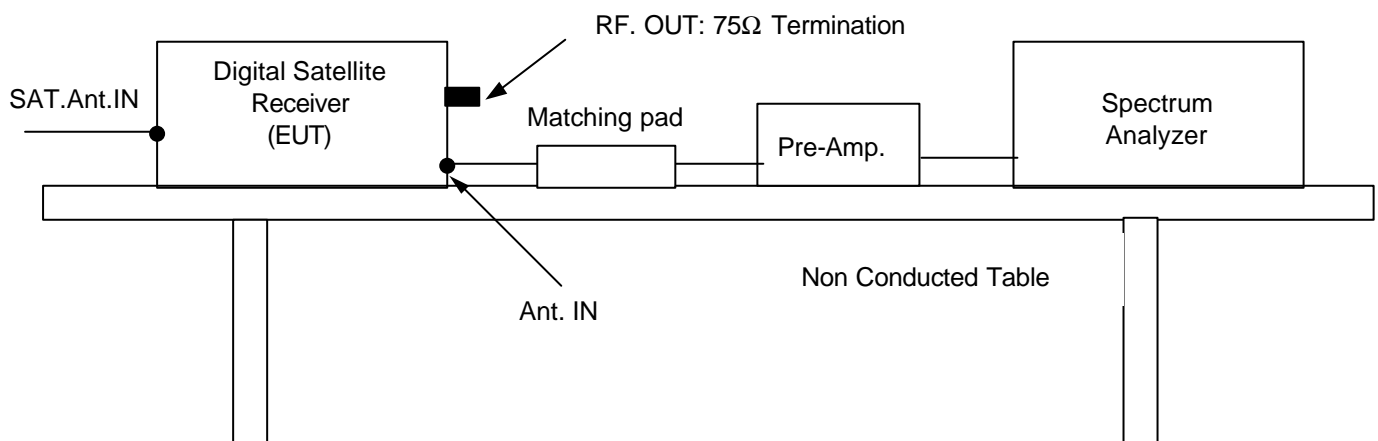 RF. OUT: 75Ω Termination
SAT.Ant.IN
Digital Satellite
Receiver
(EUT)
Matching pad
Pre-Amp.
Spectrum
Analyzer
Non Conducted Table
Ant. IN